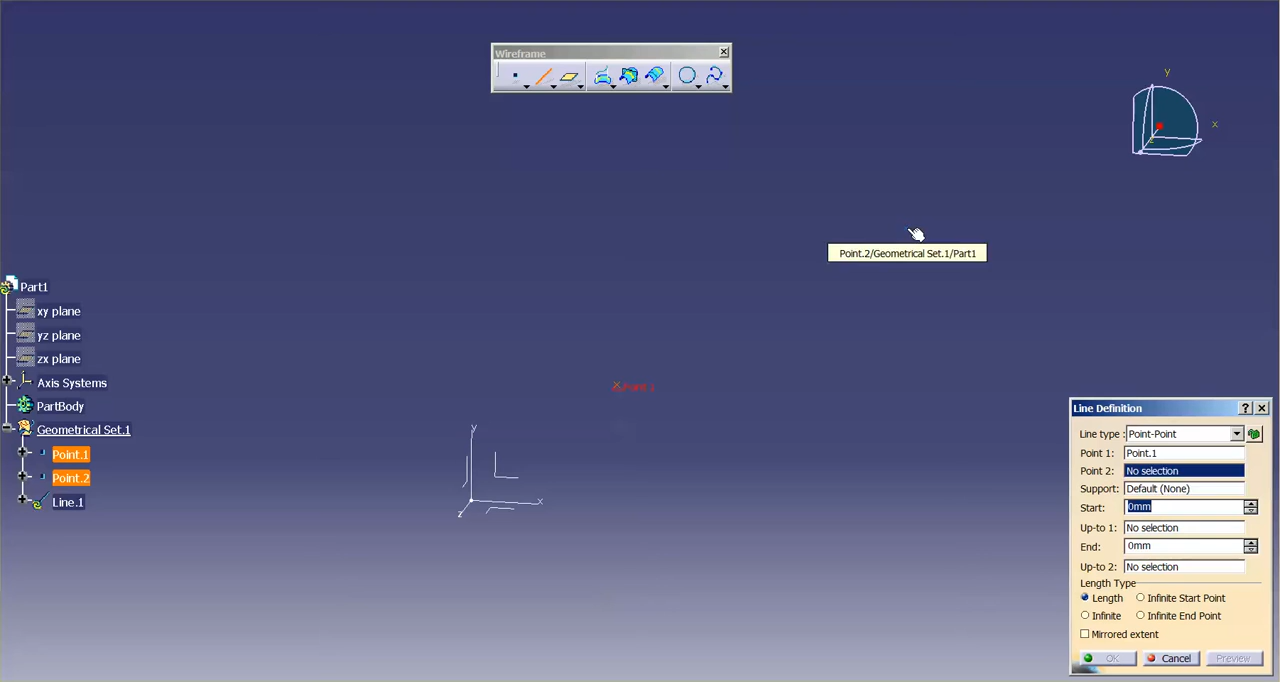 Wireframe
y
x
z
Point.2/Geometrical Set.1/Part1
Part1
xy plane
yz plane
zx plane
Axis Systems
PartBody
Geometrical Set.1
Point.1
Point.2
Line.1
Point 1
y
x
z
Line Definition
Line type : Point-Point
Point 1: Point.1
Point 2: No selection
Support: Default (None)
Start: 0mm
Up-to 1: No selection
End: 0mm
Up-to 2: No selection
Length Type
Length Infinite Start Point
Infinite Infinite End Point
Mirrored extent
OK Cancel Preview